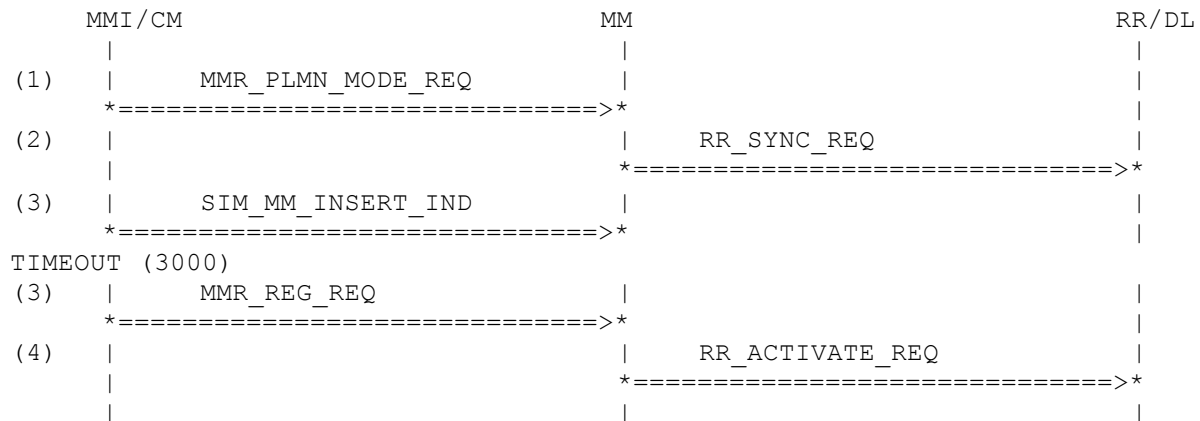 MMI/CM MM RR/DL
| | |
(1) | MMR_PLMN_MODE_REQ | |
*==============================>* |
(2) | | RR_SYNC_REQ |
| *==============================>*
(3) | SIM_MM_INSERT_IND | |
*==============================>* |
TIMEOUT (3000)
(3) | MMR_REG_REQ | |
*==============================>* |
(4) | | RR_ACTIVATE_REQ |
| *==============================>*
| | |